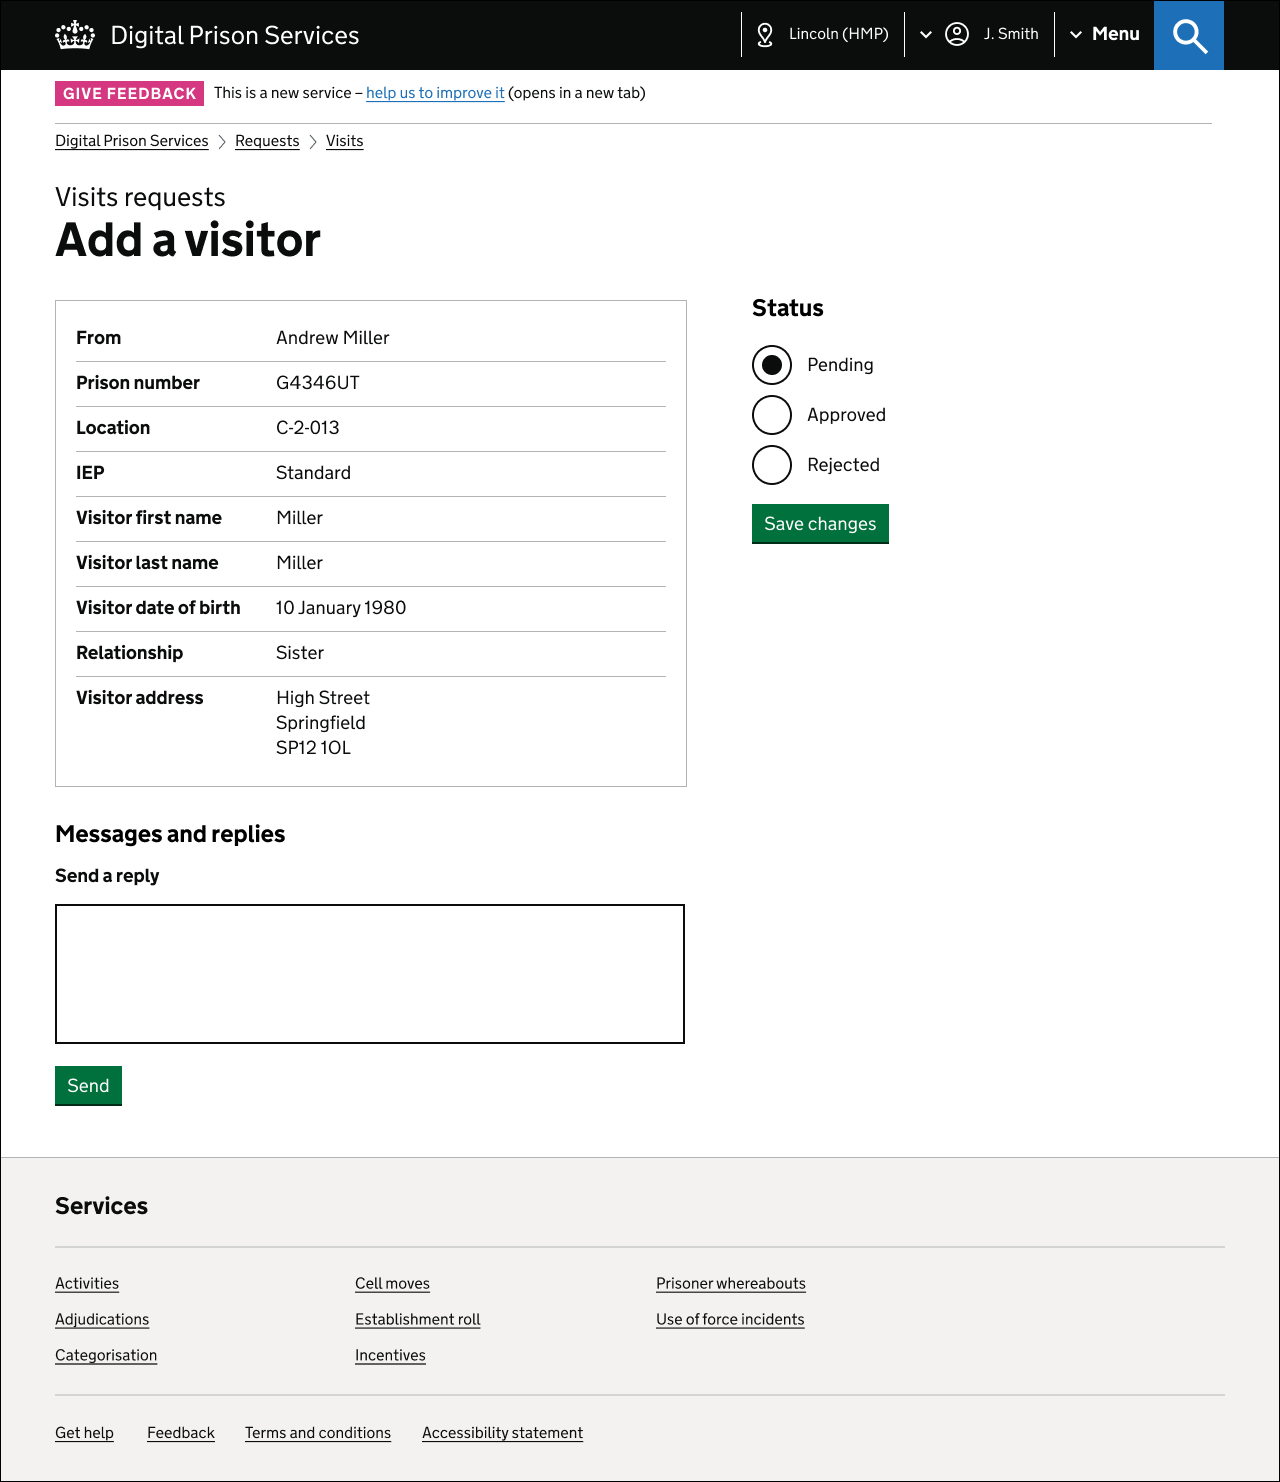 Digital Prison Services
Lincoln (HMP)
J. Smith
Menu
GIVE FEEDBACK This is a new service – help us to improve it (opens in a new tab)
Digital Prison Services Requests Visits
Visits requests
Add a visitor
From Andrew Miller
Prison number G4346UT
Location C-2-013
IEP Standard
Visitor first name Miller
Visitor last name Miller
Visitor date of birth 10 January 1980
Relationship Sister
Visitor address High Street
Springfield
SP12 1OL
Status
Pending
Approved
Rejected
Save changes
Messages and replies
Send a reply
Send
Services
Activities
Adjudications
Categorisation
Cell moves
Establishment roll
Incentives
Prisoner whereabouts
Use of force incidents
Get help Feedback Terms and conditions Accessibility statement